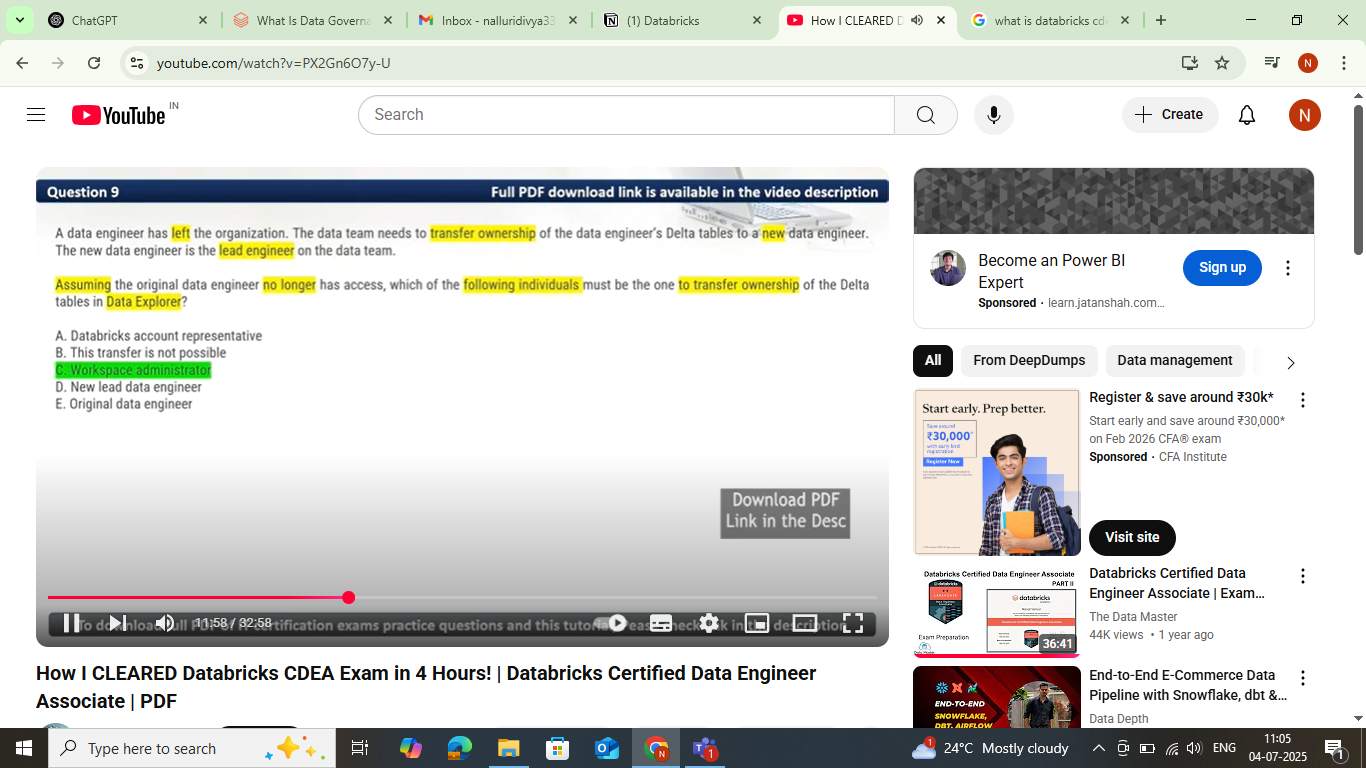 ChatGPT
What Is Data Governa
Inbox - nalluridivya33
(1) Databricks
How I CLEARED D
what is databricks cde
youtube.com/watch?v=PX2Gn6O7y-U
N
YouTube
IN
Search
Create
N
Question 9
Full PDF download link is available in the video description
A data engineer has left the organization. The data team needs to transfer ownership of the data engineer's Delta tables to a new data engineer.
The new data engineer is the lead engineer on the data team.
Assuming the original data engineer no longer has access, which of the following individuals must be the one to transfer ownership of the Delta
tables in Data Explorer?
A. Databricks account representative
B. This transfer is not possible
C. Workspace administrator
D. New lead data engineer
E. Original data engineer
Download PDF
Link in the Desc
11:58 / 32:58
How I CLEARED Databricks CDEA Exam in 4 Hours! | Databricks Certified Data Engineer
Associate | PDF
Become an Power BI
Expert
Sponsored · learn.jatanshah.com...
Sign up
All
From DeepDumps
Data management
Start early. Prep better.
Save around
₹30,000*
with early bird
registration
Register Now
Register & save around ₹30k*
Start early and save around ₹30,000*
on Feb 2026 CFA® exam
Sponsored · CFA Institute
Visit site
Databricks Certified Data Engineer Associate
PART II
databricks
Exam Preparation
36:41
Databricks Certified Data
Engineer Associate | Exam...
The Data Master
44K views • 1 year ago
END-TO-END
SNOWFLAKE,
DBT, AIRFLOW
End-to-End E-Commerce Data
Pipeline with Snowflake, dbt &...
Data Depth
Type here to search
24°C Mostly cloudy
ENG
11:05
04-07-2025